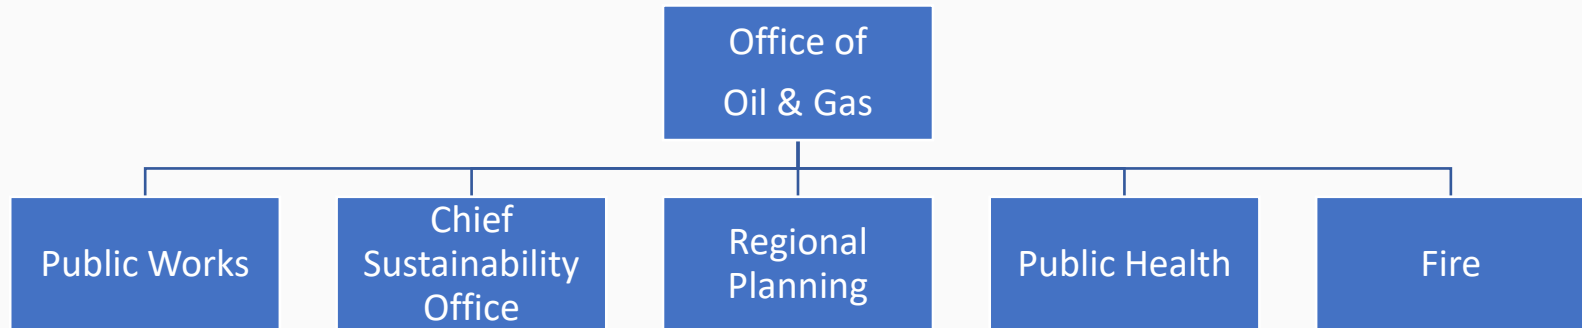 Office of
Oil & Gas
Public Works
Chief
Sustainability
Office
Regional
Planning
Public Health
Fire